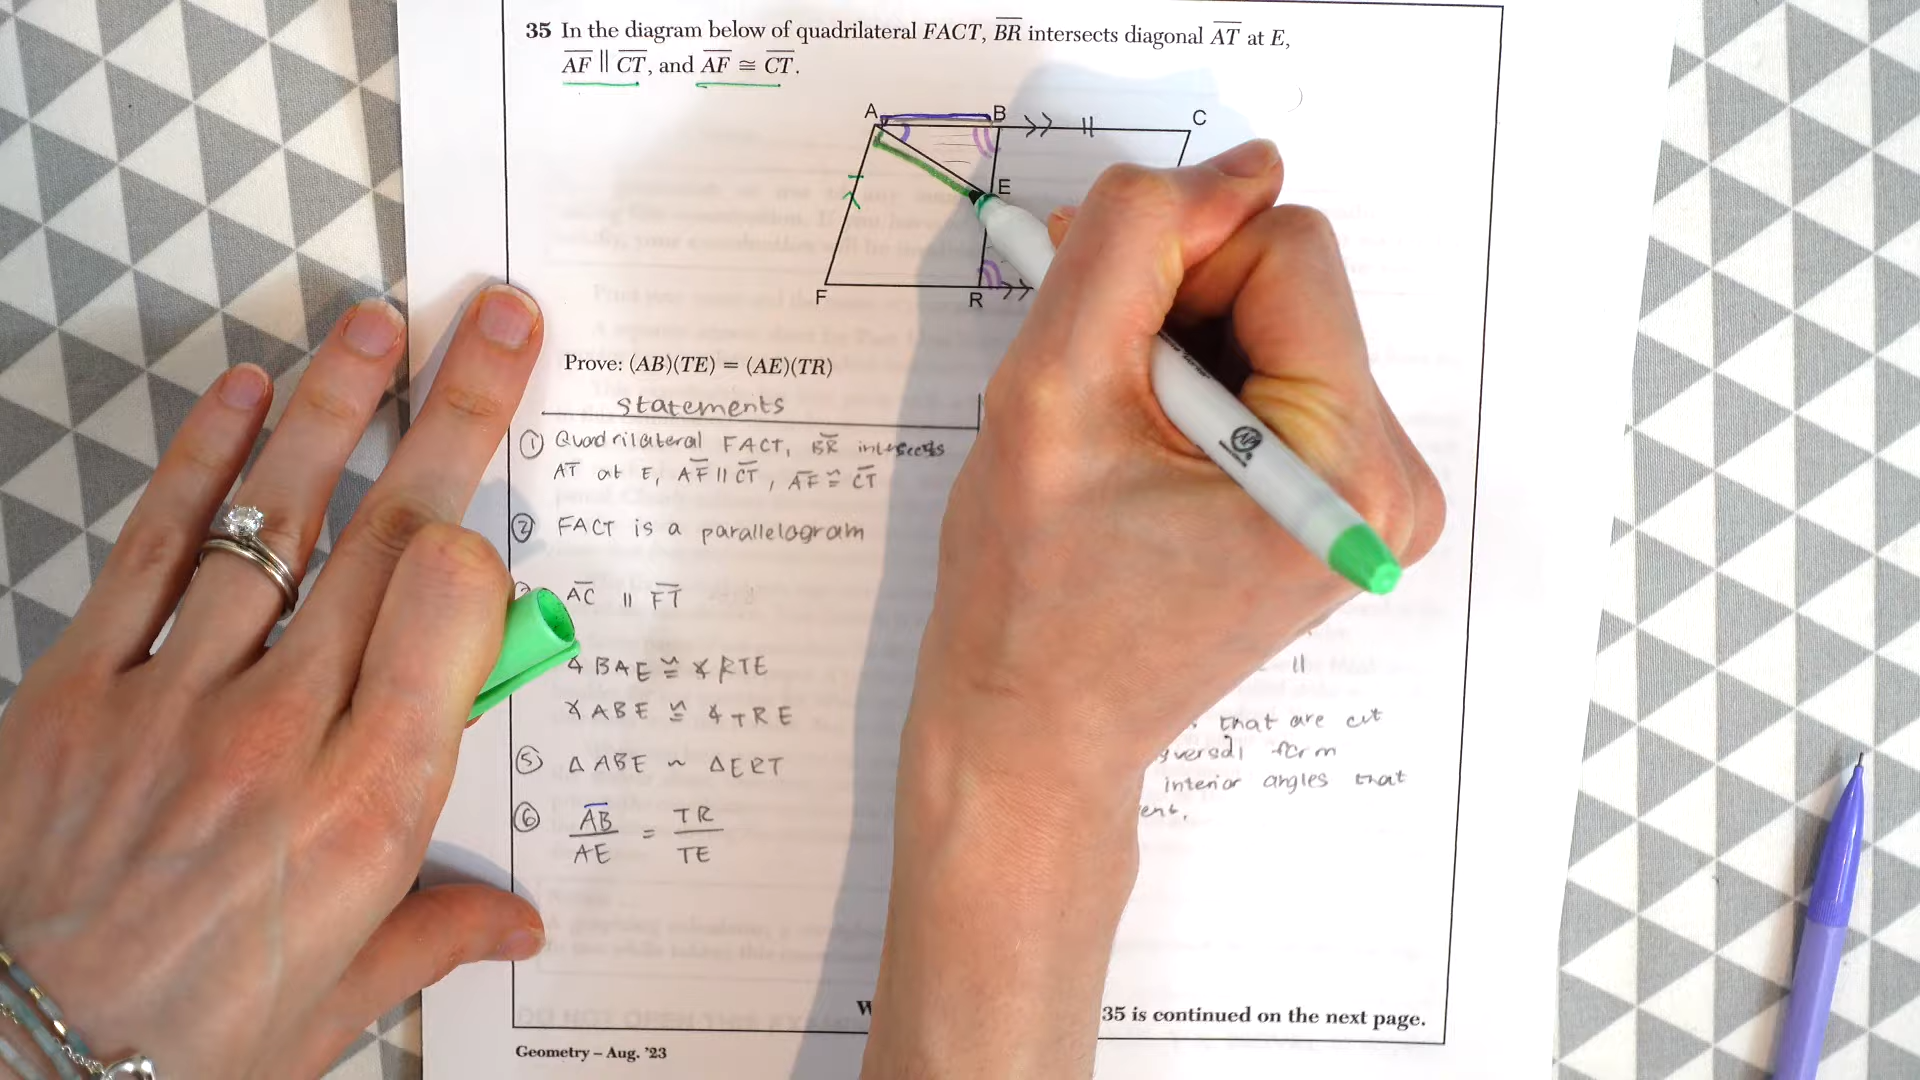 35 In the diagram below of quadrilateral FACT, BR intersects diagonal AT at E,
AF || CT, and AF ≅ CT.
A
B
C
E
F
R
Prove: (AB)(TE) = (AE)(TR)
statements
① Quadrilateral FACT, BR intersects
AT at E, AF || CT, AF ≅ CT
② FACT is a parallelogram
AC || FT
∡ BAE ≅ ∡ RTE
∡ ABE ≅ ∡ TRE
⑤ Δ ABE ~ Δ ERT
⑥ AB/AE = TR/TE
||
that are cut
form
interior angles that
35 is continued on the next page.
Geometry – Aug. ’23